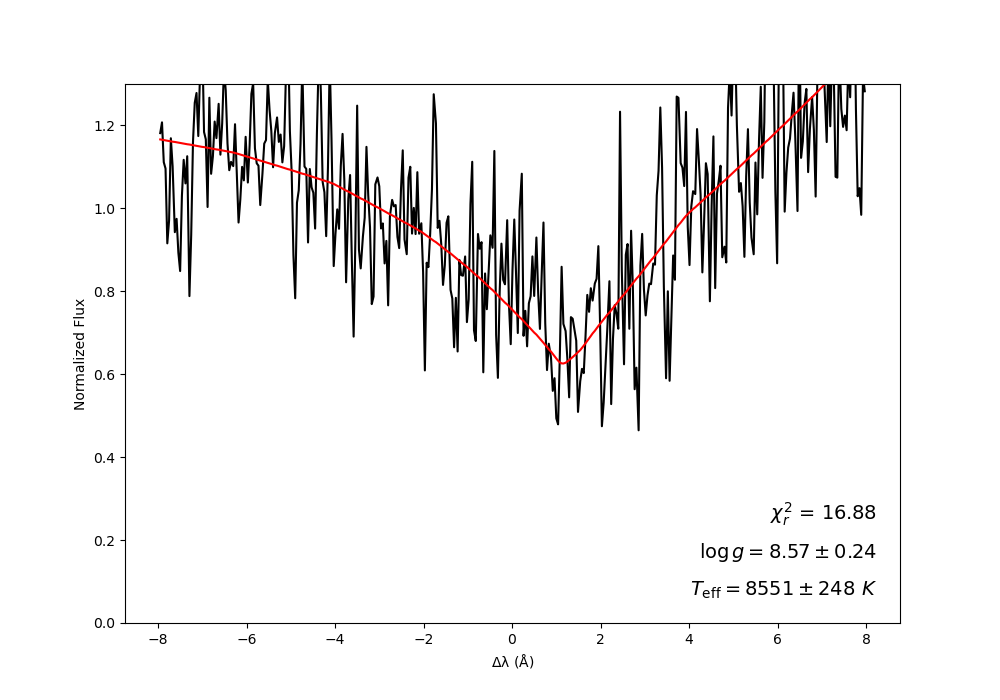 1.2
1.0
0.8
0.6
0.4
0.2
0.0
Normalized Flux
χ²ᵣ = 16.88
log g = 8.57 ± 0.24
T_eff = 8551 ± 248 K
−8 −6 −4 −2 0 2 4 6 8
Δλ (Å)